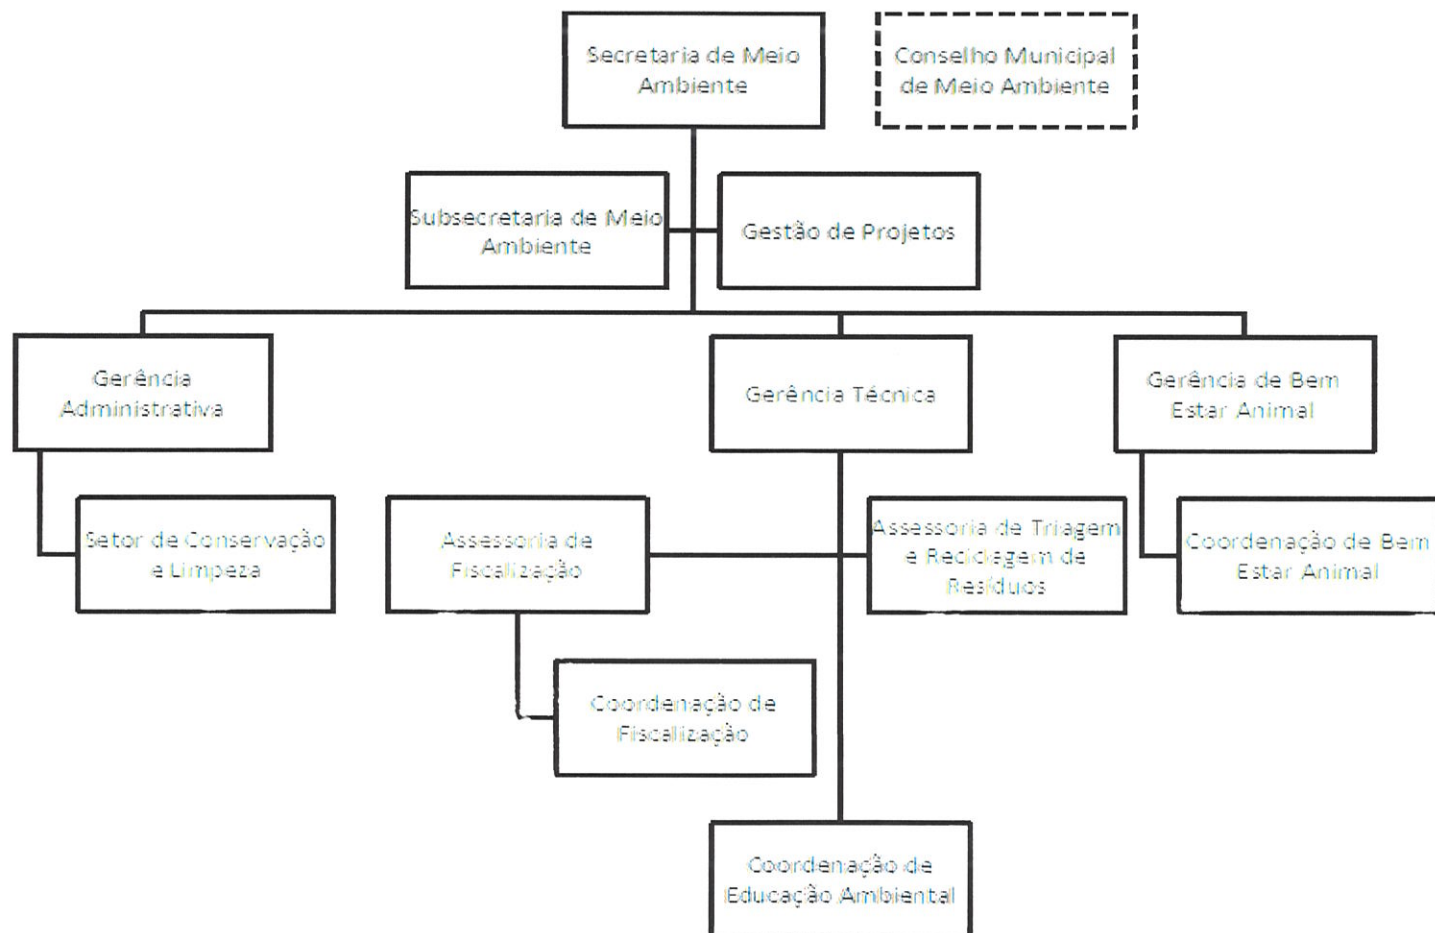 Secretaria de Meio
Ambiente
Conselho Municipal
de Meio Ambiente
Subsecretaria de Meio
Ambiente
Gestão de Projetos
Gerência
Administrativa
Gerência Técnica
Gerência de Bem
Estar Animal
Setor de Conservação
e Limpeza
Assessoria de
Fiscalização
Assessoria de Triagem
e Reciclagem de
Resíduos
Coordenação de Bem
Estar Animal
Coordenação de
Fiscalização
Coordenação de
Educação Ambiental